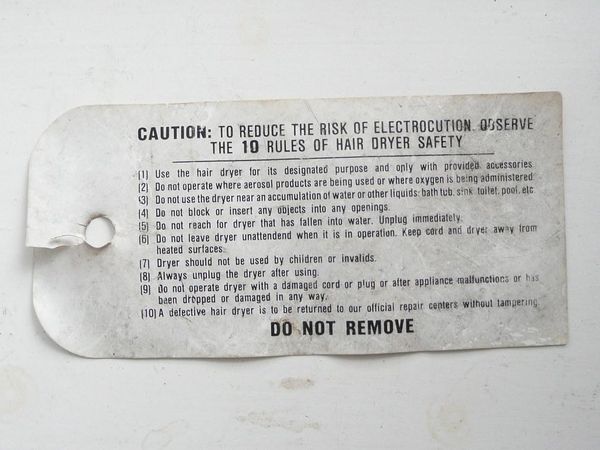 CAUTION: TO REDUCE THE RISK OF ELECTROCUTION. OBSERVE
THE 10 RULES OF HAIR DRYER SAFETY
(1) Use the hair dryer for its designated purpose and only with provided accessories
(2) Do not operate where aerosol products are being used or where oxygen is being administered
(3) Do not use the dryer near an accumulation of water or other liquids: bath tub, sink, toilet, pool, etc
(4) Do not block or insert any objects into any openings.
(5) Do not reach for dryer that has fallen into water. Unplug immediately.
(6) Do not leave dryer unattendend when it is in operation. Keep cord and dryer away from
heated surfaces.
(7) Dryer should not be used by children or invalids.
(8) Always unplug the dryer after using.
(9) Do not operate dryer with a damaged cord or plug or after appliance malfunctions or has
been dropped or damaged in any way.
(10) A defective hair dryer is to be returned to our official repair centers without tampering.
DO NOT REMOVE